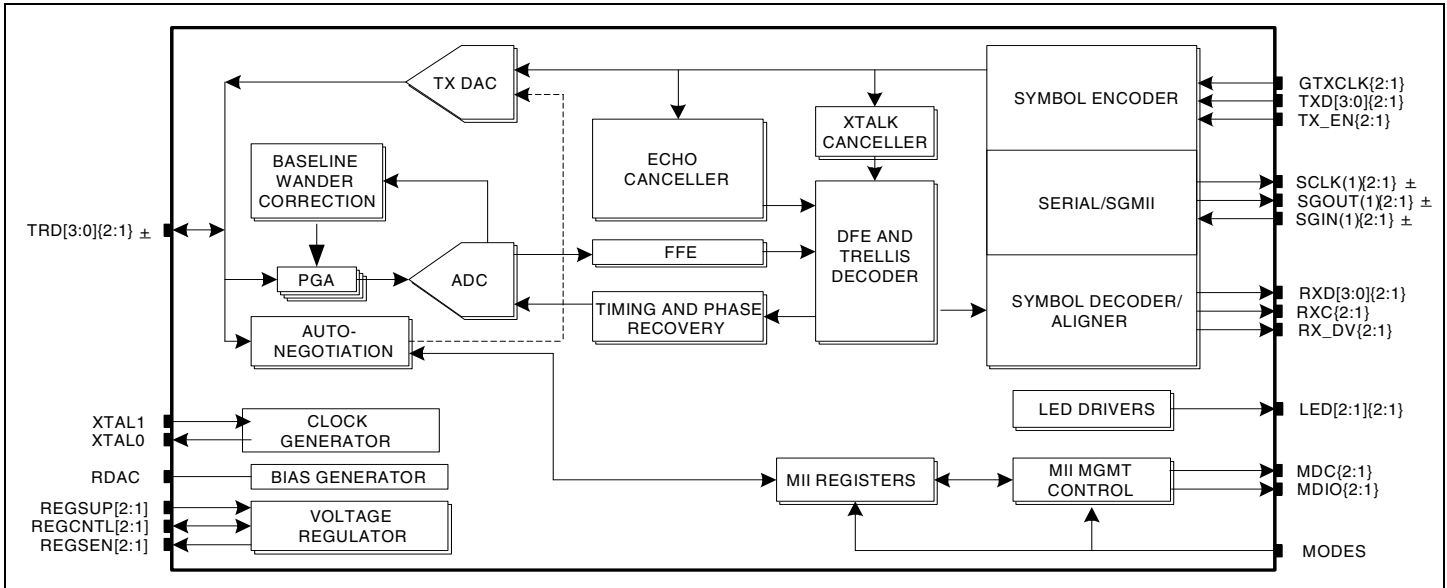 TX DAC
SYMBOL ENCODER
GTXCLK{2:1}
TXD[3:0]{2:1}
TX_EN{2:1}
XTALK
CANCELLER
ECHO
CANCELLER
BASELINE
WANDER
CORRECTION
SERIAL/SGMII
SCLK(1){2:1} ±
SGOUT(1){2:1} ±
SGIN(1){2:1} ±
TRD[3:0]{2:1} ±
DFE AND
TRELLIS
DECODER
FFE
PGA
ADC
TIMING AND PHASE
RECOVERY
SYMBOL DECODER/
ALIGNER
RXD[3:0]{2:1}
RXC{2:1}
RX_DV{2:1}
AUTO-
NEGOTIATION
XTAL1
XTAL0
CLOCK
GENERATOR
LED DRIVERS
LED[2:1]{2:1}
RDAC
BIAS GENERATOR
MII REGISTERS
MII MGMT
CONTROL
MDC{2:1}
MDIO{2:1}
REGSUP[2:1]
REGCNTL[2:1]
REGSEN[2:1]
VOLTAGE
REGULATOR
MODES